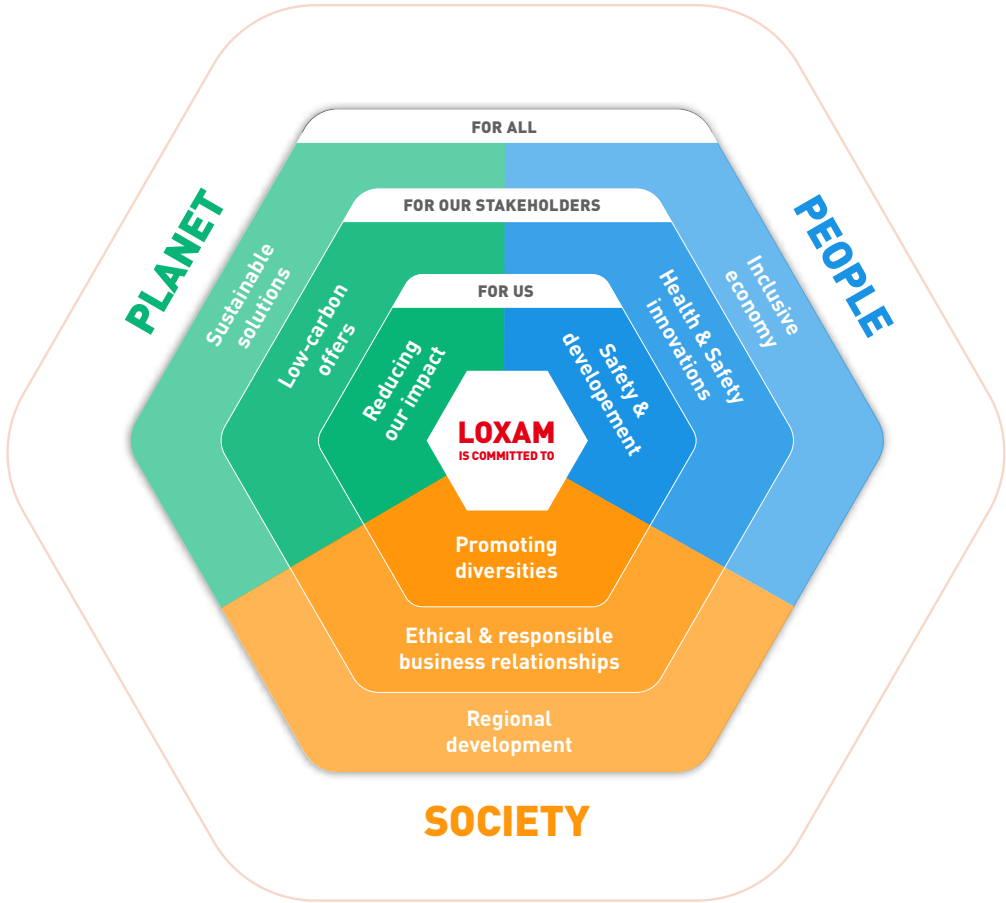 FOR ALL
FOR OUR STAKEHOLDERS
FOR US
PLANET
Sustainable
solutions
Low-carbon
offers
Reducing
our impact
PEOPLE
Inclusive
economy
Health & Safety
innovations
Safety &
developement
LOXAM
IS COMMITTED TO
Promoting
diversities
Ethical & responsible
business relationships
Regional
development
SOCIETY